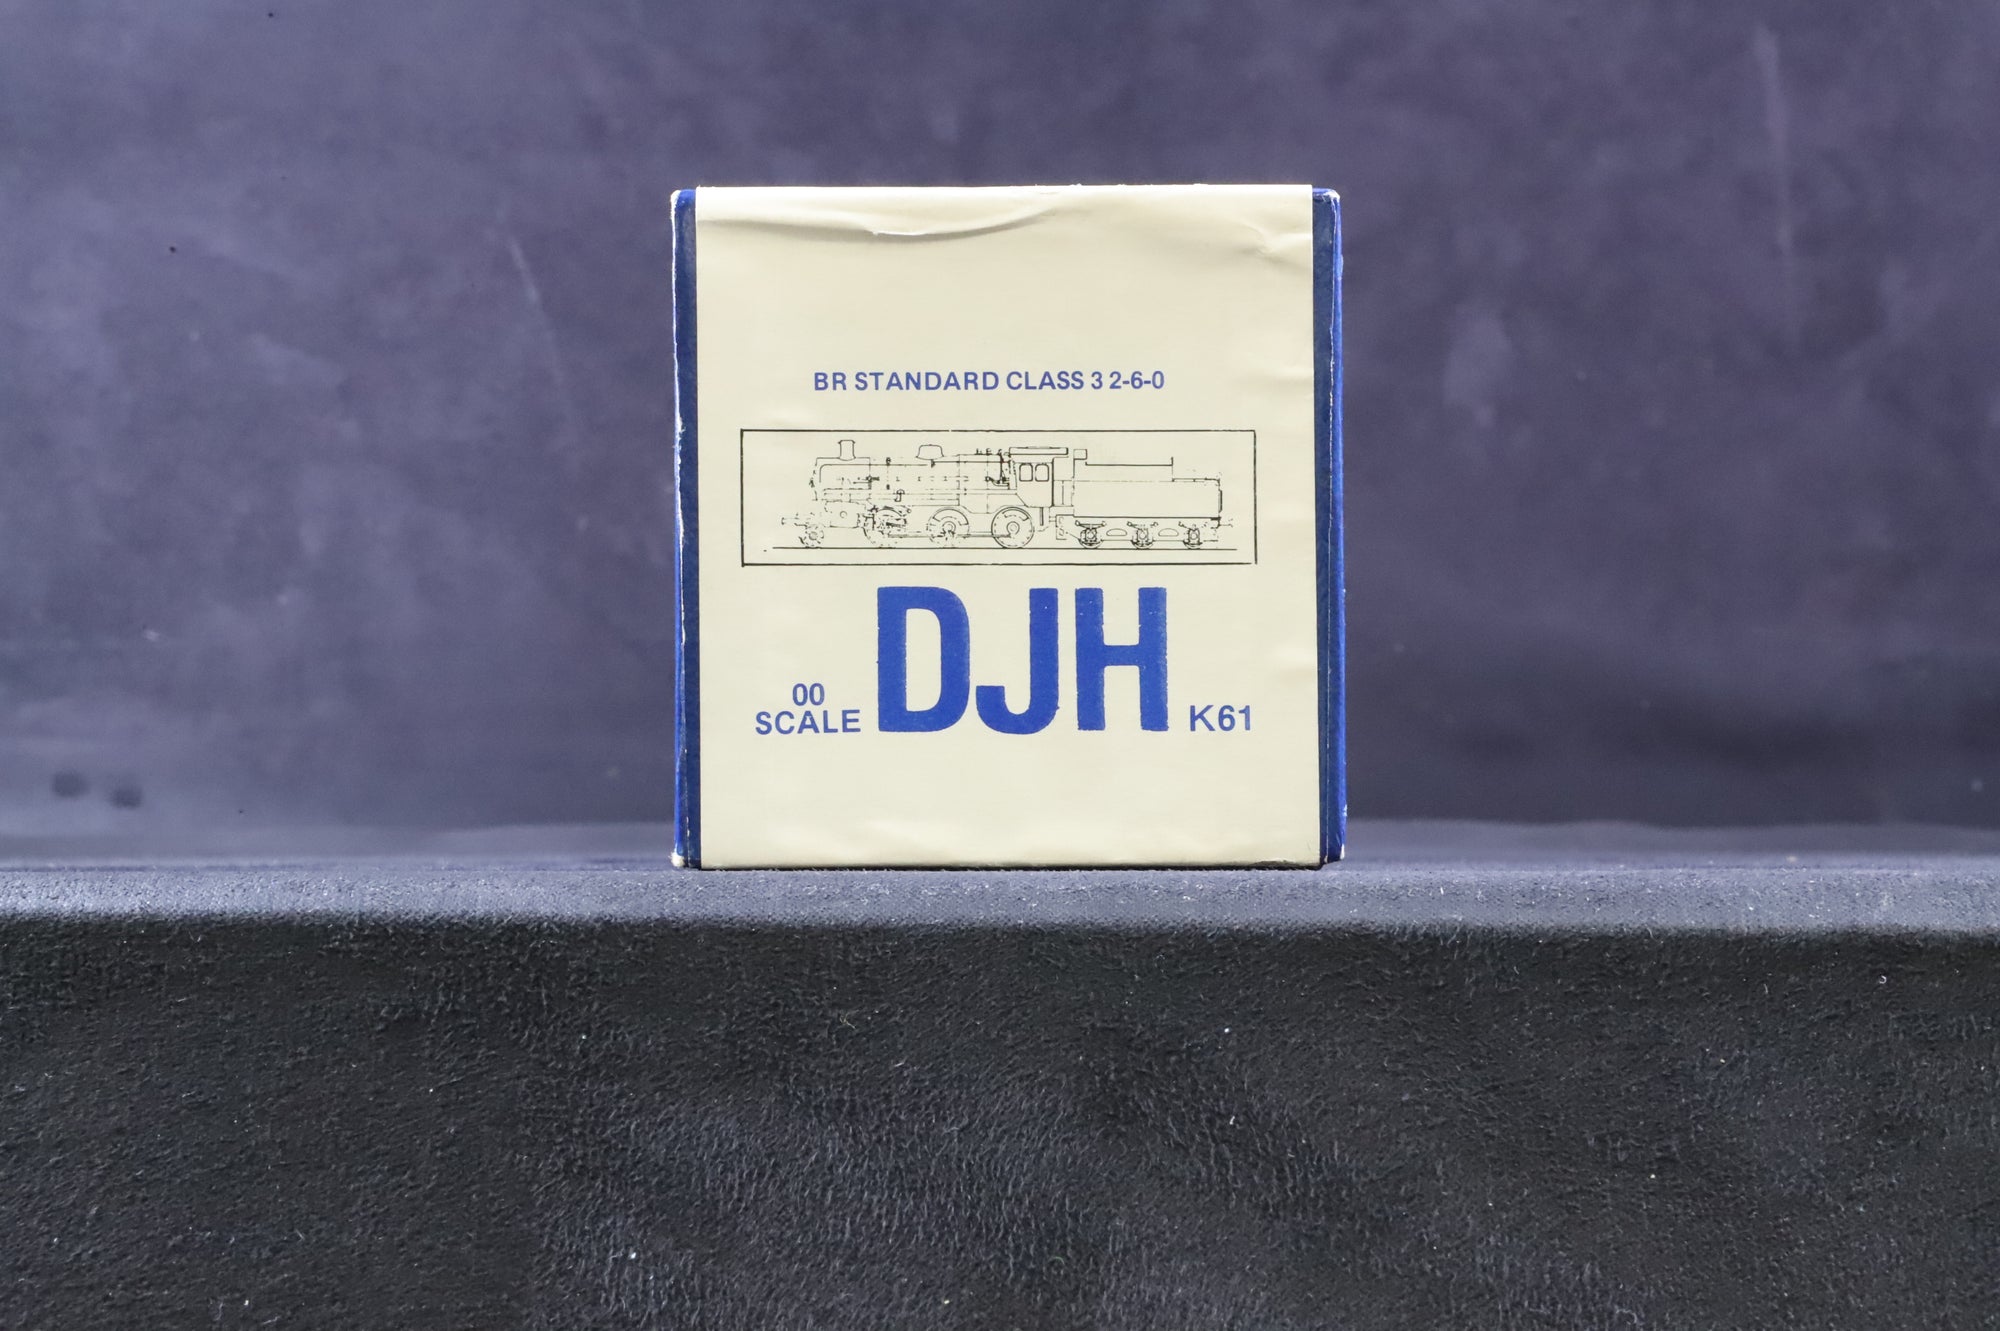 BR STANDARD CLASS 3 2-6-0
00
SCALE
DJH
K61